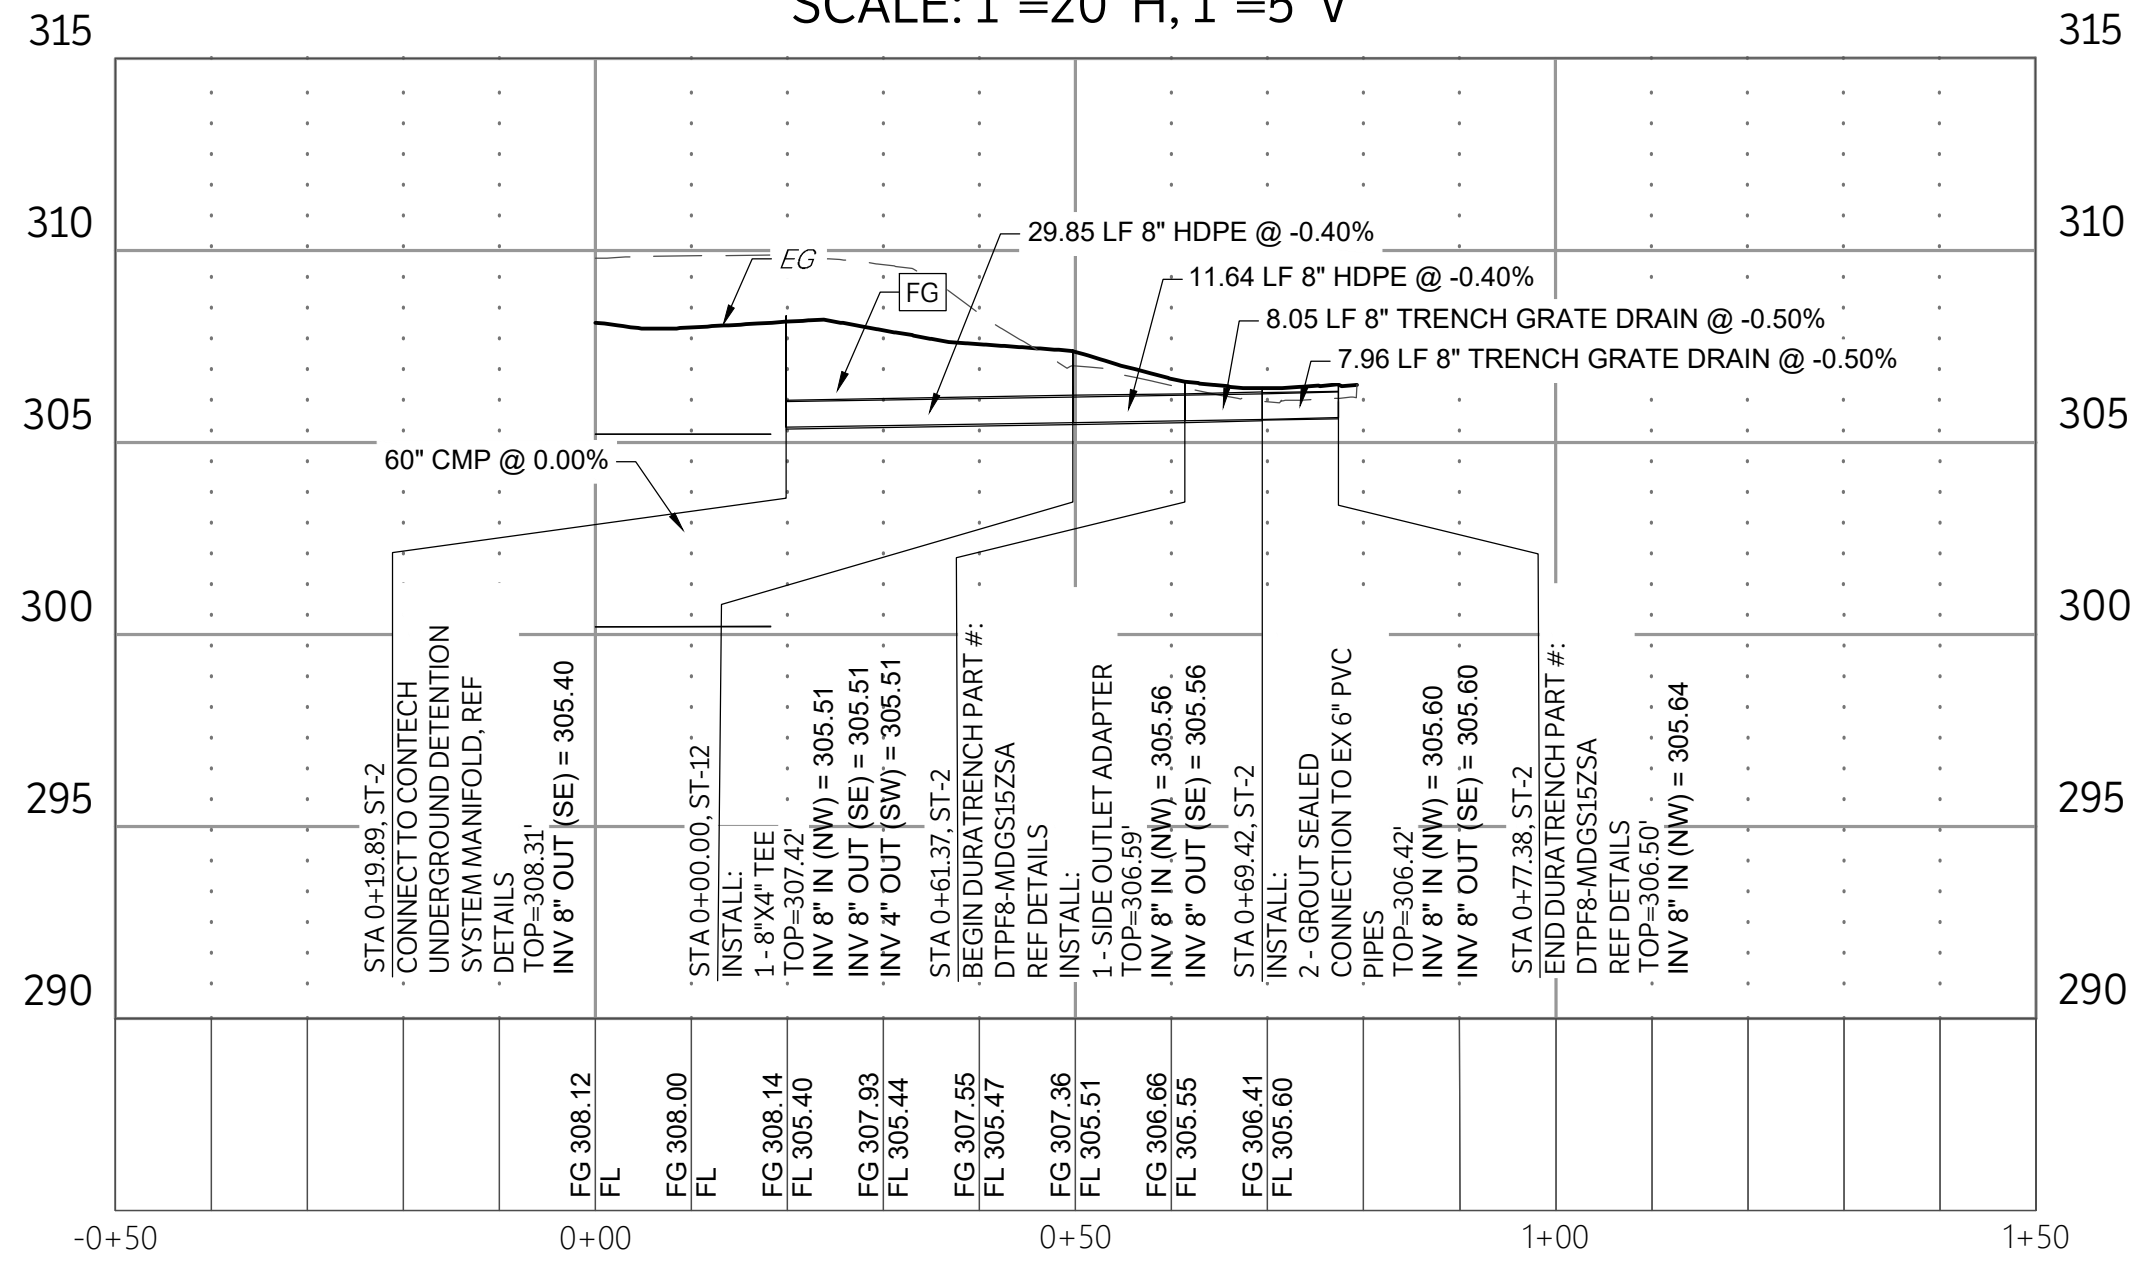 SCALE: 1"=20' H, 1"=5' V
315
315
310
310
305
305
300
300
295
295
290
290
29.85 LF 8" HDPE @ -0.40%
EG
11.64 LF 8" HDPE @ -0.40%
FG
8.05 LF 8" TRENCH GRATE DRAIN @ -0.50%
7.96 LF 8" TRENCH GRATE DRAIN @ -0.50%
60" CMP @ 0.00%
STA 0+19.89, ST-2
CONNECT TO CONTECH
UNDERGROUND DETENTION
SYSTEM MANIFOLD, REF
DETAILS
TOP=308.31'
INV 8" OUT (SE) = 305.40
STA 0+00.00, ST-12
INSTALL:
1 - 8"X4" TEE
TOP=307.42'
INV 8" IN (NW) = 305.51
INV 8" OUT (SE) = 305.51
INV 4" OUT (SW) = 305.51
STA 0+61.37, ST-2
BEGIN DURATRENCH PART #:
DTPF8-MDGS15ZSA
REF DETAILS
INSTALL:
1 - SIDE OUTLET ADAPTER
TOP=306.59'
INV 8" IN (NW) = 305.56
INV 8" OUT (SE) = 305.56
STA 0+69.42, ST-2
INSTALL:
2 - GROUT SEALED
CONNECTION TO EX 6" PVC
PIPES
TOP=306.42'
INV 8" IN (NW) = 305.60
INV 8" OUT (SE) = 305.60
STA 0+77.38, ST-2
END DURATRENCH PART #:
DTPF8-MDGS15ZSA
REF DETAILS
TOP=306.50'
INV 8" IN (NW) = 305.64
FG 308.12
FL
FG 308.00
FL
FG 308.14
FL 305.40
FG 307.93
FL 305.44
FG 307.55
FL 305.47
FG 307.36
FL 305.51
FG 306.66
FL 305.55
FG 306.41
FL 305.60
-0+50
0+00
0+50
1+00
1+50